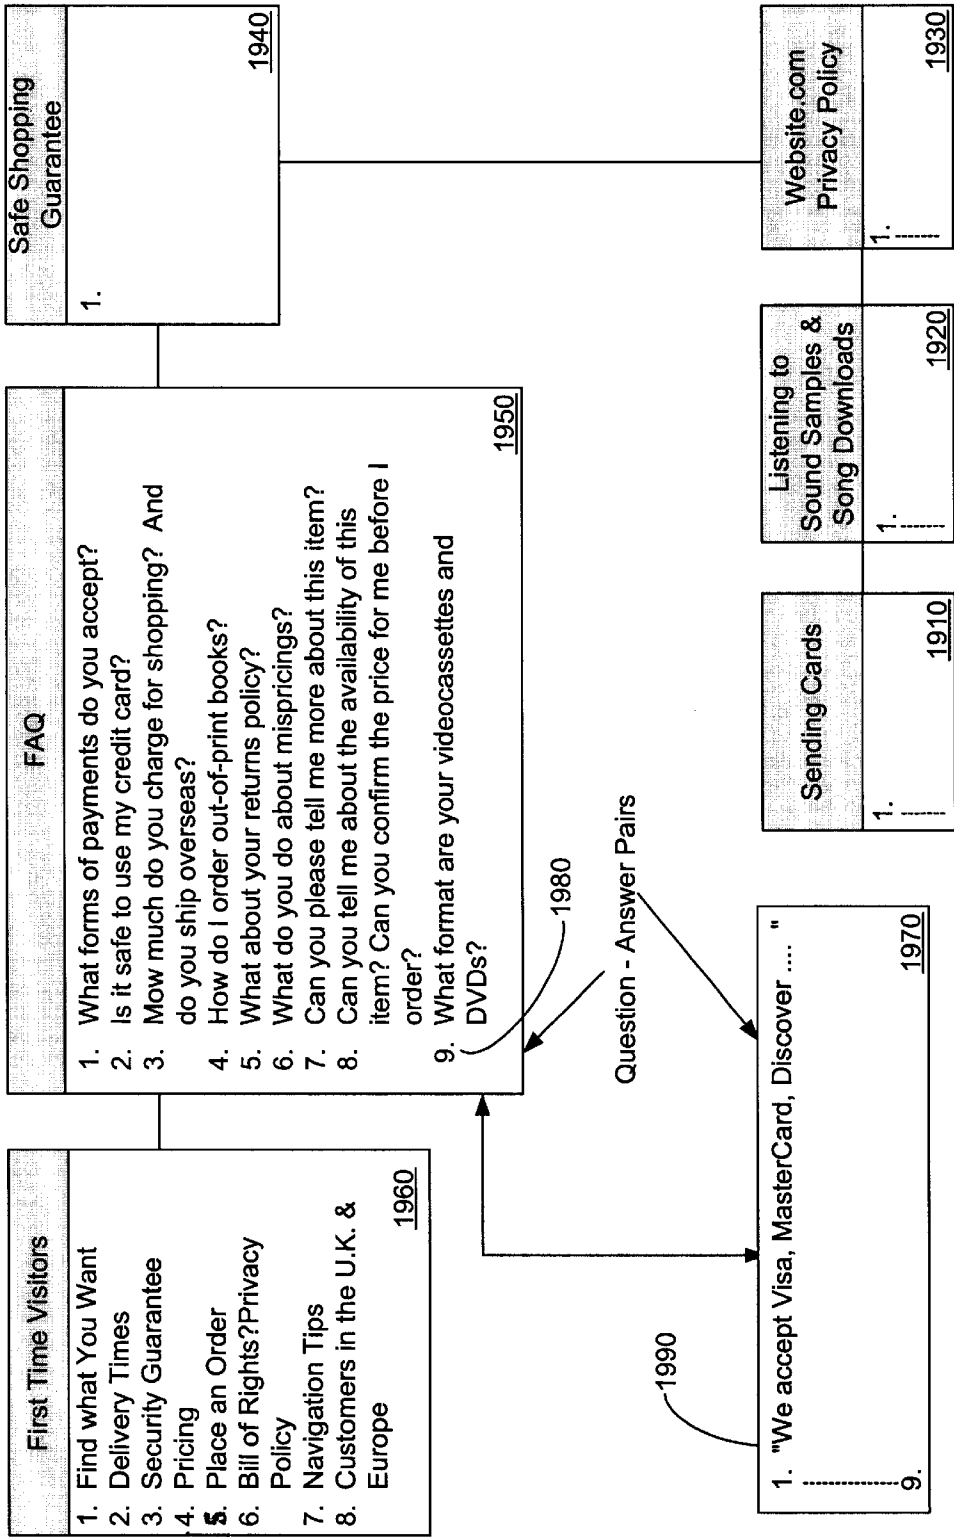 First Time Visitors
1. Find what You Want
2. Delivery Times
3. Security Guarantee
4. Pricing
5. Place an Order
6. Bill of Rights?Privacy
Policy
7. Navigation Tips
8. Customers in the U.K. &
Europe
1960
FAQ
1. What forms of payments do you accept?
2. Is it safe to use my credit card?
3. Mow much do you charge for shopping? And
do you ship overseas?
4. How do I order out-of-print books?
5. What about your returns policy?
6. What do you do about mispricings?
7. Can you please tell me more about this item?
8. Can you tell me about the availability of this
item? Can you confirm the price for me before I
order?
9. What format are your videocassettes and
DVDs?
1950
Safe Shopping
Guarantee
1.
1940
1980
Question - Answer Pairs
1990
1. "We accept Visa, MasterCard, Discover .... "
9.
1970
Sending Cards
1.
1910
Listening to
Sound Samples &
Song Downloads
1.
1920
Website.com
Privacy Policy
1.
1930